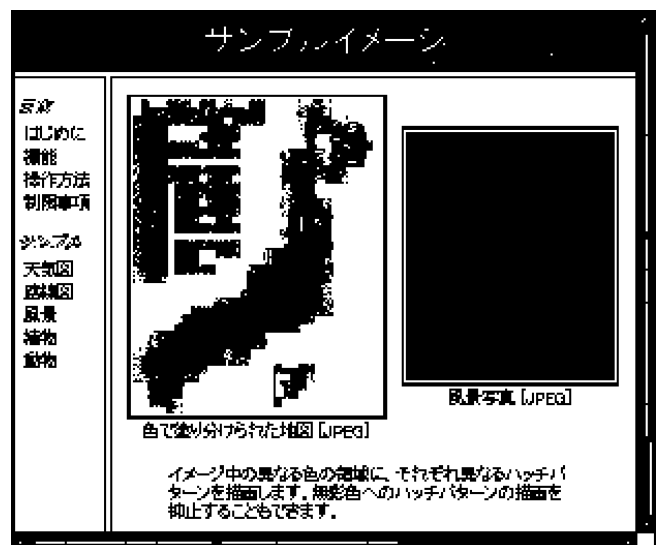 サンプルイメージ
目次
はじめに
機能
操作方法
制限事項
サンプル
天気図
路線図
風景
植物
動物
色で塗り分けられた地図 [JPEG]
風景写真 [JPEG]
イメージ中の異なる色の領域に、それぞれ異なるハッチパ
ターンを描画します。無彩色へのハッチパターンの描画を
抑止することもできます。